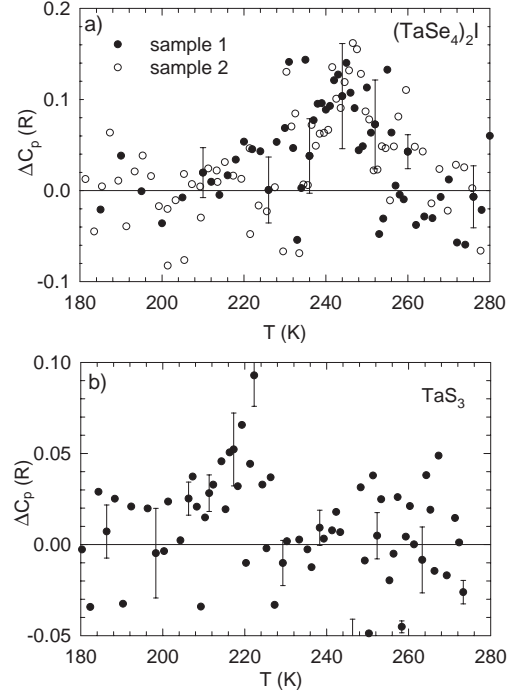 a)
sample 1
sample 2
(TaSe4)2I
0.2
0.1
0.0
-0.1
ΔCp (R)
180 200 220 240 260 280
T (K)
b)
TaS3
0.10
0.05
0.00
-0.05
ΔCp (R)
180 200 220 240 260 280
T (K)